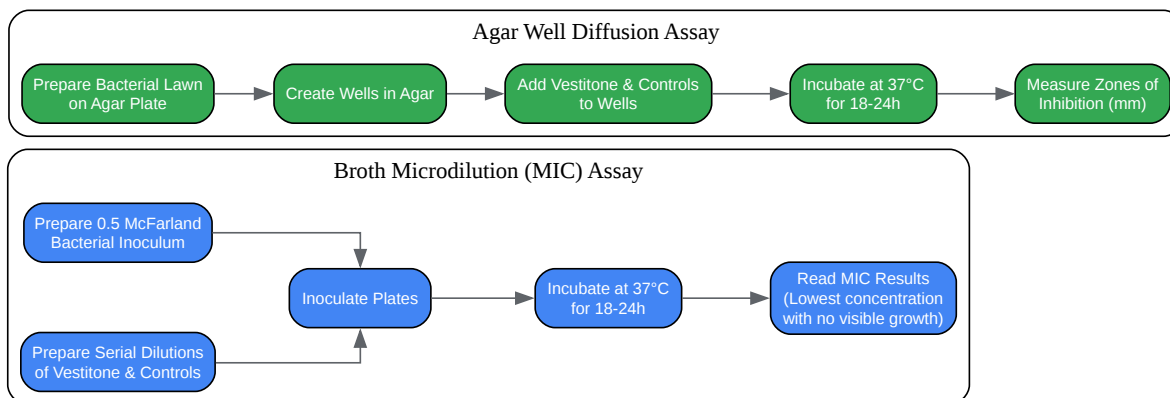 Agar Well Diffusion Assay
Prepare Bacterial Lawn
on Agar Plate
Create Wells in Agar
Add Vestitone & Controls
to Wells
Incubate at 37°C
for 18-24h
Measure Zones of
Inhibition (mm)
Broth Microdilution (MIC) Assay
Prepare 0.5 McFarland
Bacterial Inoculum
Prepare Serial Dilutions
of Vestitone & Controls
Inoculate Plates
Incubate at 37°C
for 18-24h
Read MIC Results
(Lowest concentration
with no visible growth)